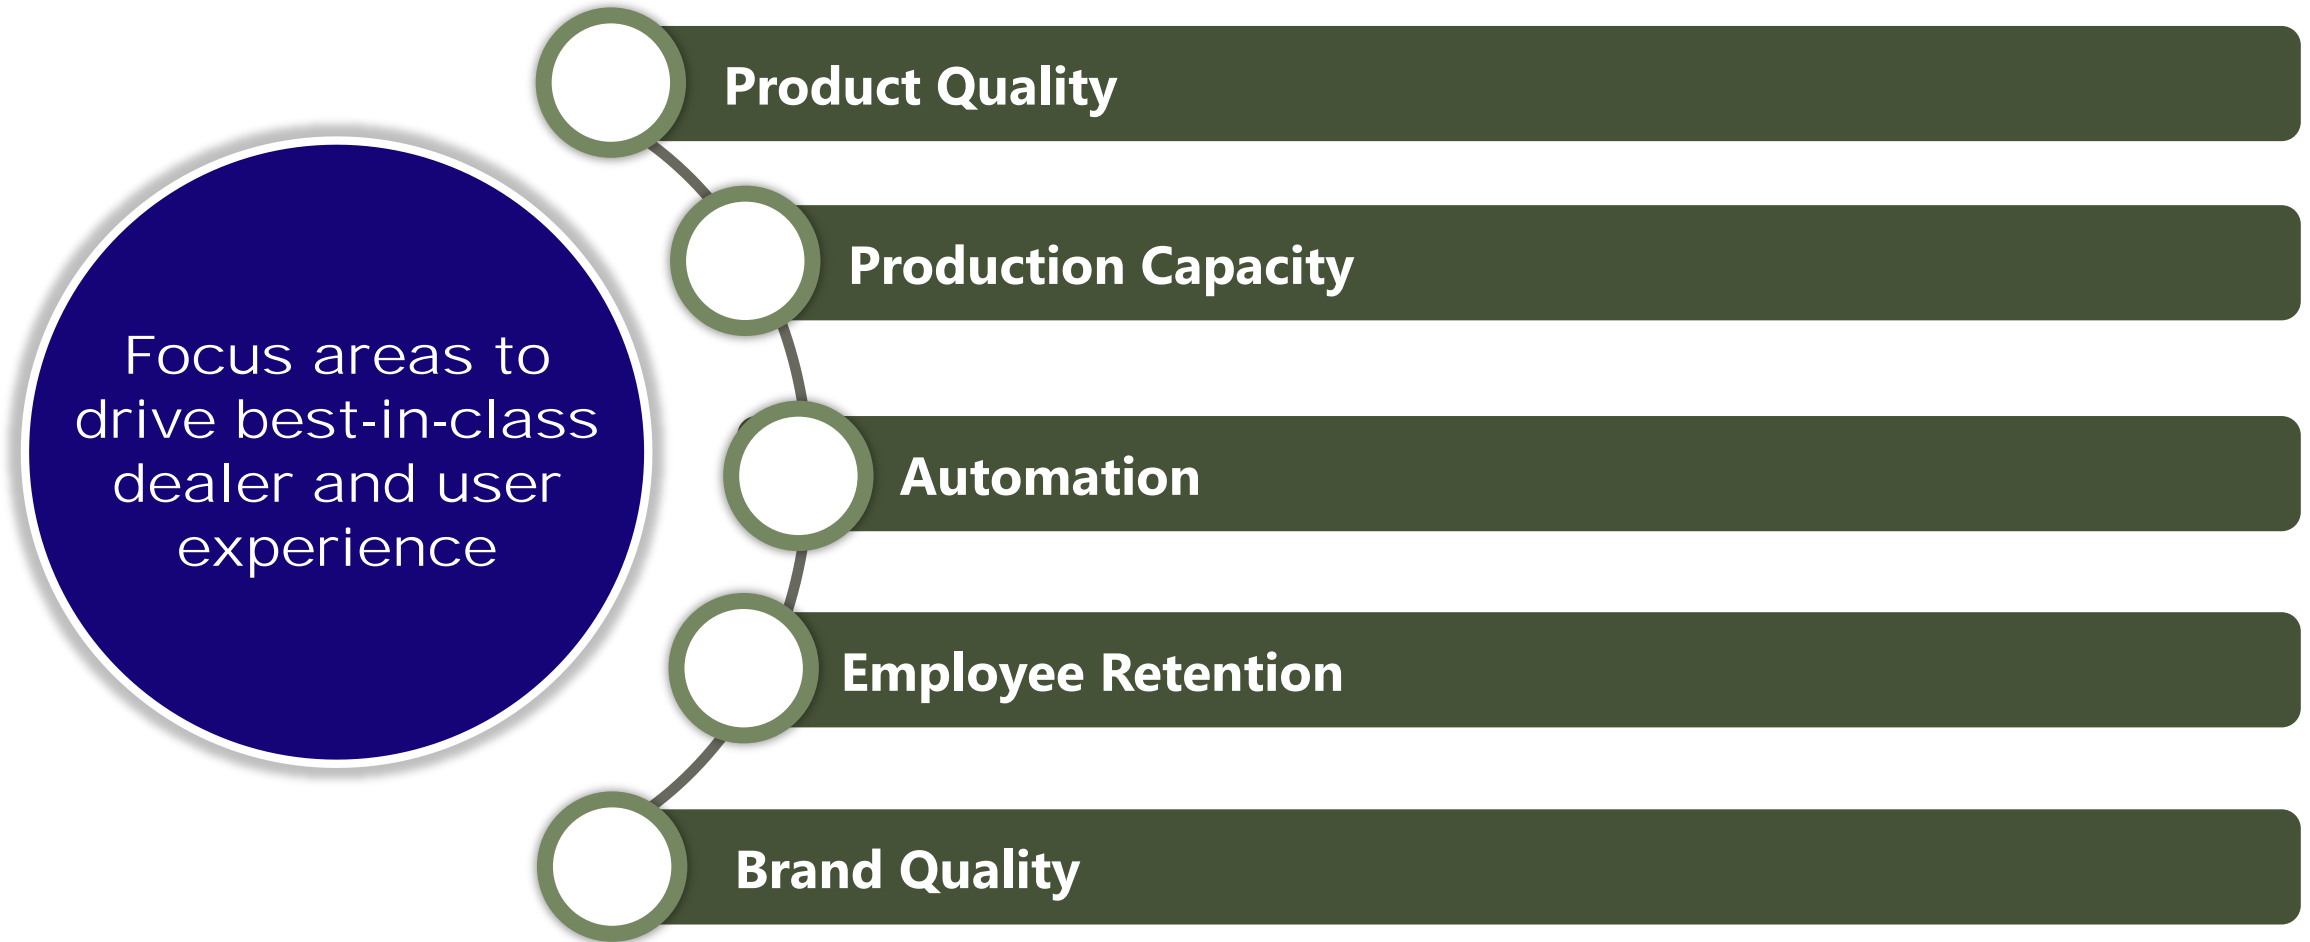 Focus areas to
drive best-in-class
dealer and user
experience
Product Quality
Production Capacity
Automation
Employee Retention
Brand Quality